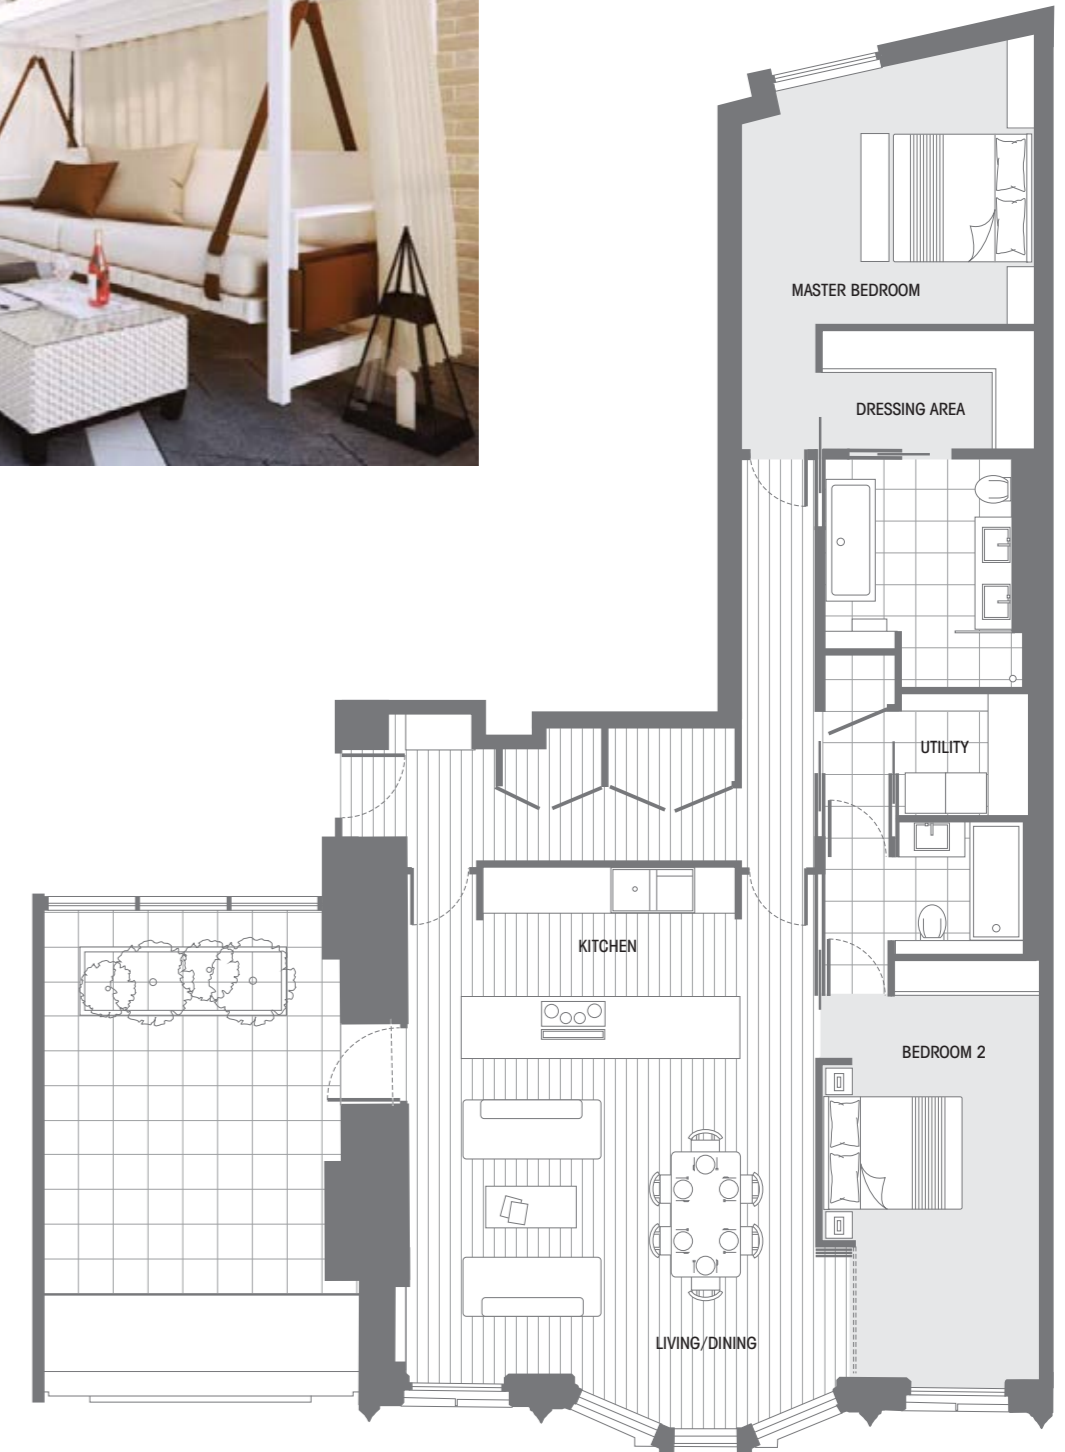 MASTER BEDROOM
DRESSING AREA
UTILITY
KITCHEN
BEDROOM 2
LIVING/DINING